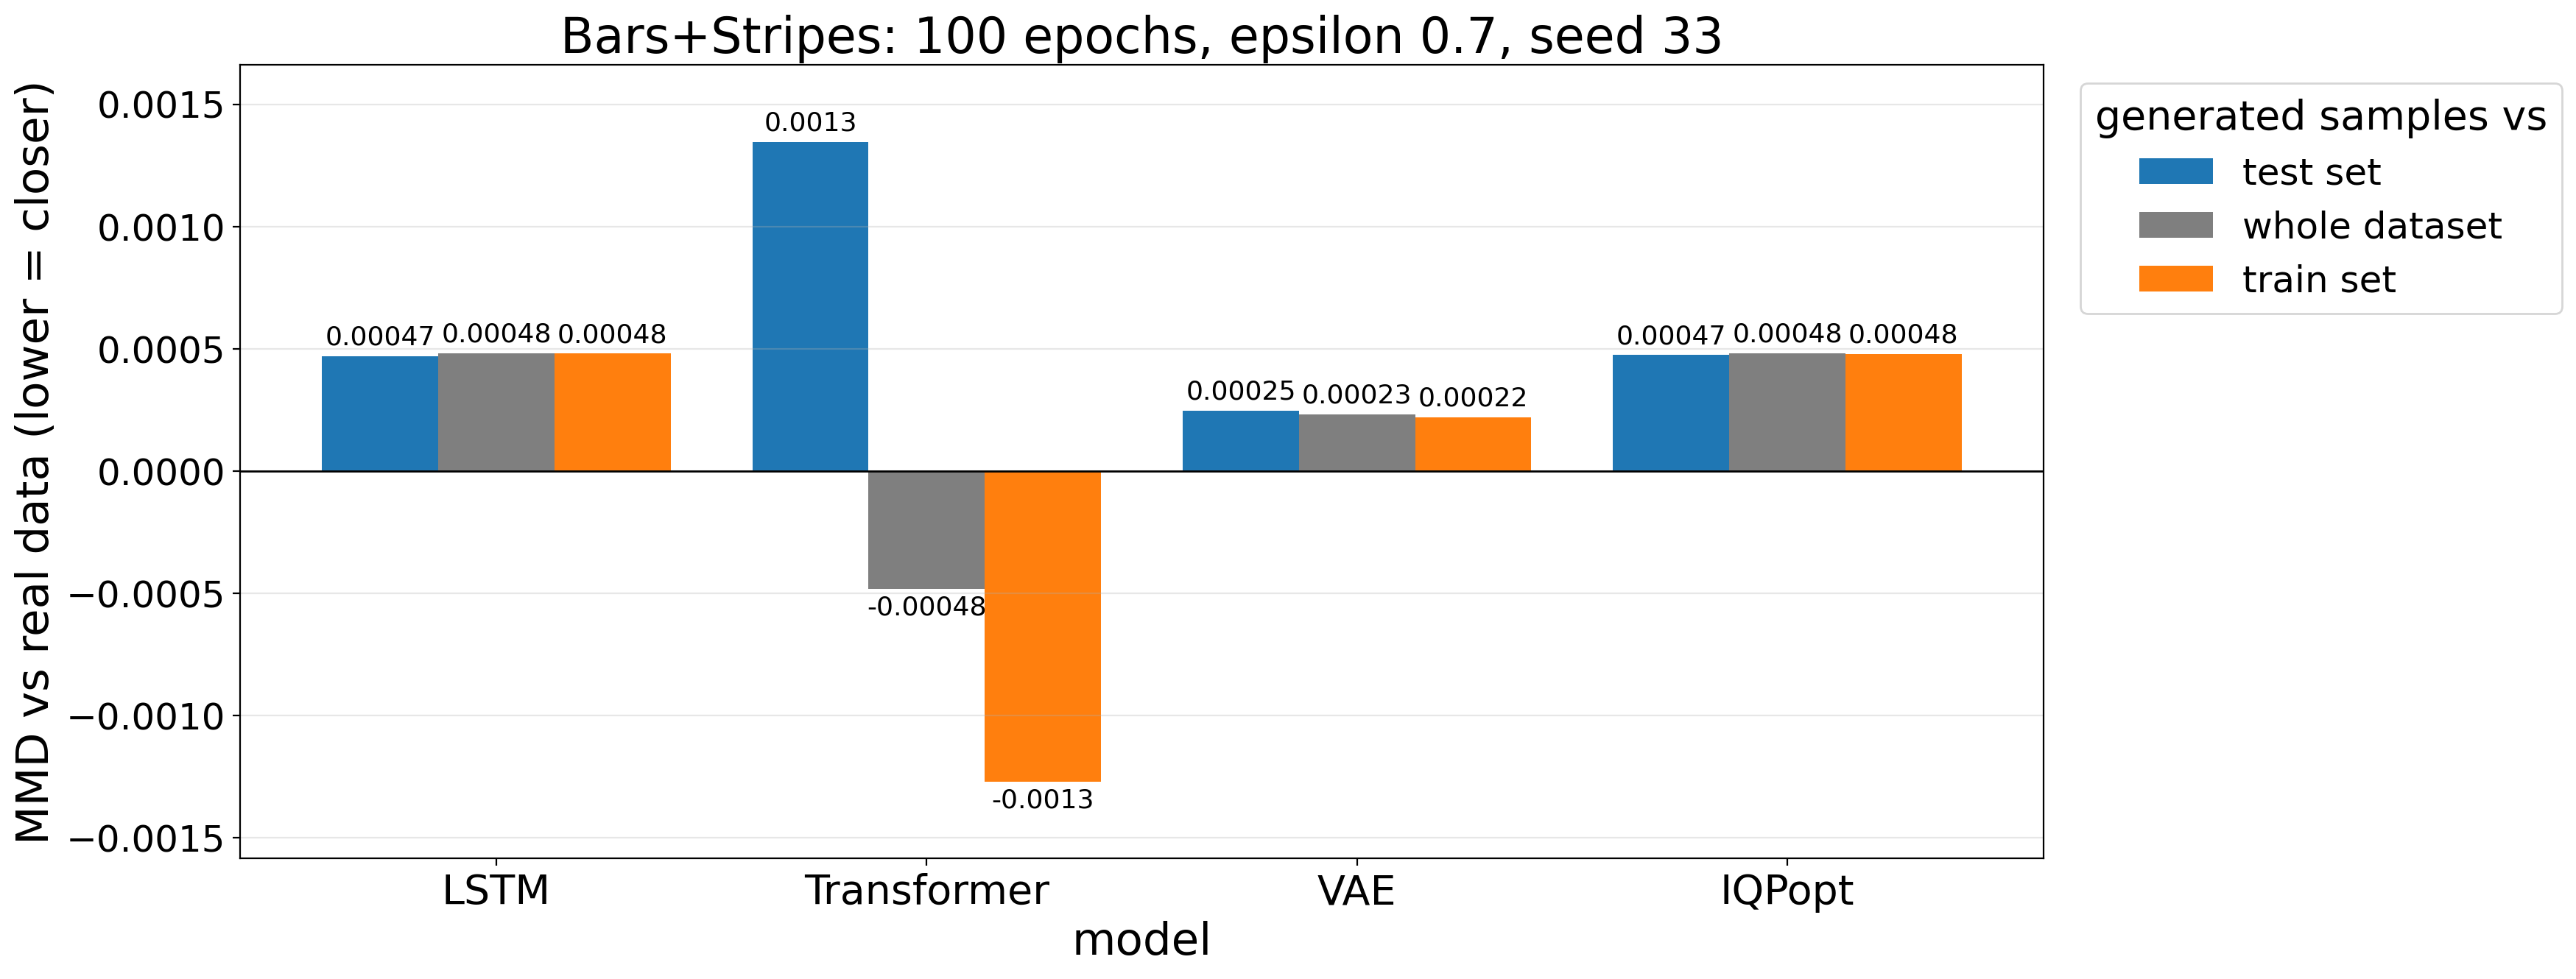 Bars+Stripes: 100 epochs, epsilon 0.7, seed 33
MMD vs real data (lower = closer)
0.0015
0.0010
0.0005
0.0000
−0.0005
−0.0010
−0.0015
0.00047 0.00048 0.00048
0.0013
-0.00048
-0.0013
0.00025 0.00023 0.00022
0.00047 0.00048 0.00048
LSTM Transformer VAE IQPopt
model
generated samples vs
test set
whole dataset
train set